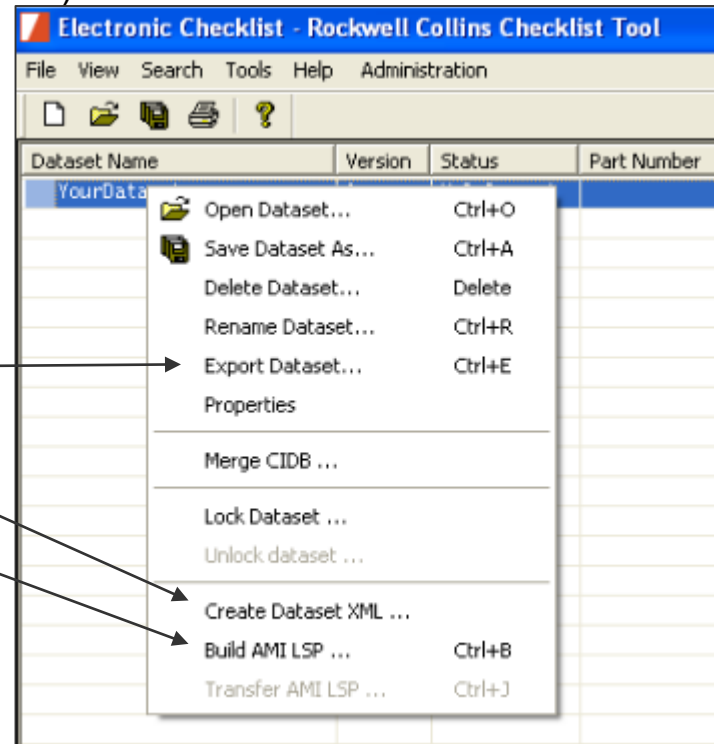 Electronic Checklist - Rockwell Collins Checklist Tool
File View Search Tools Help Administration
Dataset Name Version Status Part Number
YourData
Open Dataset... Ctrl+O
Save Dataset As... Ctrl+A
Delete Dataset... Delete
Rename Dataset... Ctrl+R
Export Dataset... Ctrl+E
Properties
Merge CIDB ...
Lock Dataset ...
Unlock dataset ...
Create Dataset XML ...
Build AMI LSP ... Ctrl+B
Transfer AMI LSP ... Ctrl+J